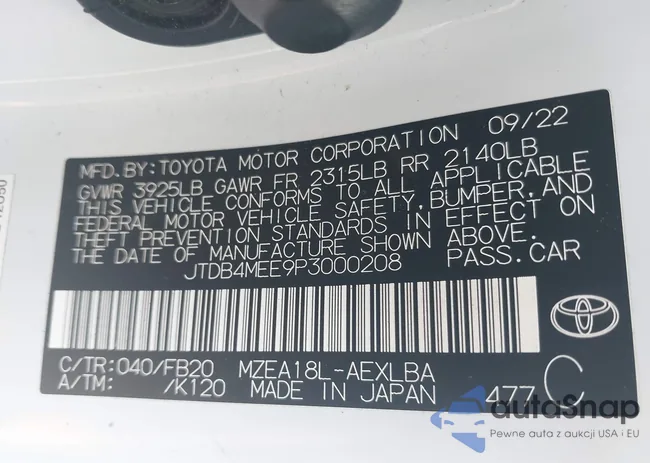 MFD.BY:TOYOTA MOTOR CORPORATION 09/22
GVWR 3925LB GAWR FR 2315LB RR 2140LB
THIS VEHICLE CONFORMS TO ALL APPLICABLE
FEDERAL MOTOR VEHICLE SAFETY,BUMPER,AND
THEFT PREVENTION STANDARDS IN EFFECT ON
THE DATE OF MANUFACTURE SHOWN ABOVE.
JTDB4MEE9P3000208 PASS.CAR
C/TR:040/FB20 MZEA18L-AEXLBA C
A/TM: /K120 MADE IN JAPAN 477
autoSnap
Pewne auta z aukcji USA i EU